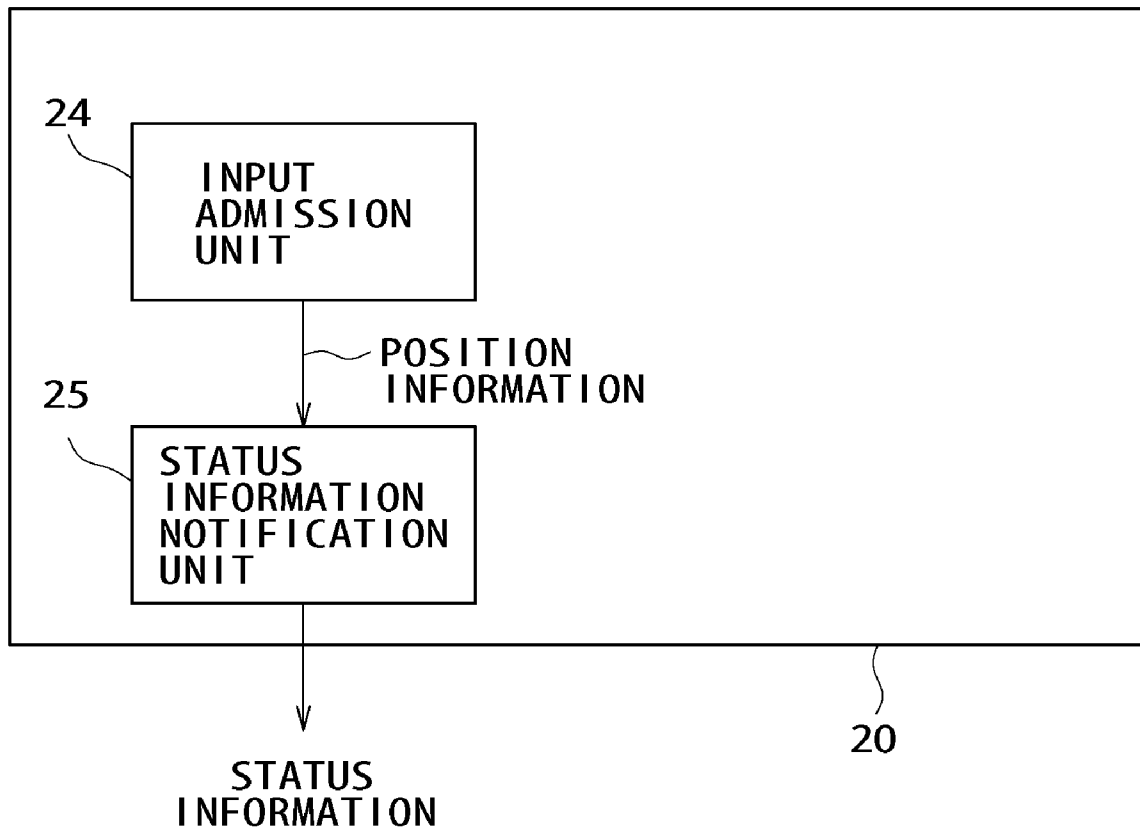 24
INPUT
ADMISSION
UNIT
POSITION
INFORMATION
25
STATUS
INFORMATION
NOTIFICATION
UNIT
20
STATUS
INFORMATION